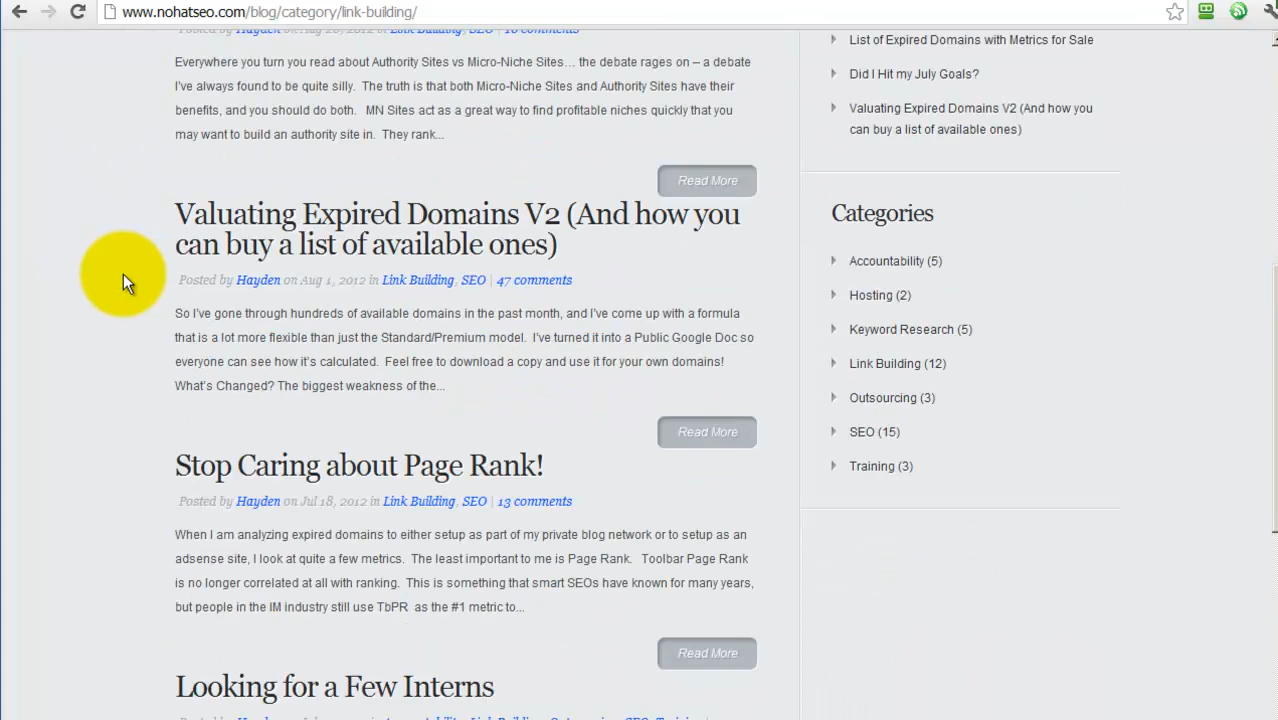 www.nohatseo.com/blog/category/link-building/
Posted by Hayden on Aug 20, 2012 in Link Building, SEO | 10 comments
Everywhere you turn you read about Authority Sites vs Micro-Niche Sites… the debate rages on – a debate
I've always found to be quite silly. The truth is that both Micro-Niche Sites and Authority Sites have their
benefits, and you should do both. MN Sites act as a great way to find profitable niches quickly that you
may want to build an authority site in. They rank...
Read More
Valuating Expired Domains V2 (And how you
can buy a list of available ones)
Posted by Hayden on Aug 1, 2012 in Link Building, SEO | 47 comments
So I've gone through hundreds of available domains in the past month, and I've come up with a formula
that is a lot more flexible than just the Standard/Premium model. I've turned it into a Public Google Doc so
everyone can see how it's calculated. Feel free to download a copy and use it for your own domains!
What's Changed? The biggest weakness of the...
Read More
Stop Caring about Page Rank!
Posted by Hayden on Jul 18, 2012 in Link Building, SEO | 13 comments
When I am analyzing expired domains to either setup as part of my private blog network or to setup as an
adsense site, I look at quite a few metrics. The least important to me is Page Rank. Toolbar Page Rank
is no longer correlated at all with ranking. This is something that smart SEOs have known for many years,
but people in the IM industry still use TbPR as the #1 metric to...
Read More
Looking for a Few Interns
List of Expired Domains with Metrics for Sale
Did I Hit my July Goals?
Valuating Expired Domains V2 (And how you
can buy a list of available ones)
Categories
Accountability (5)
Hosting (2)
Keyword Research (5)
Link Building (12)
Outsourcing (3)
SEO (15)
Training (3)